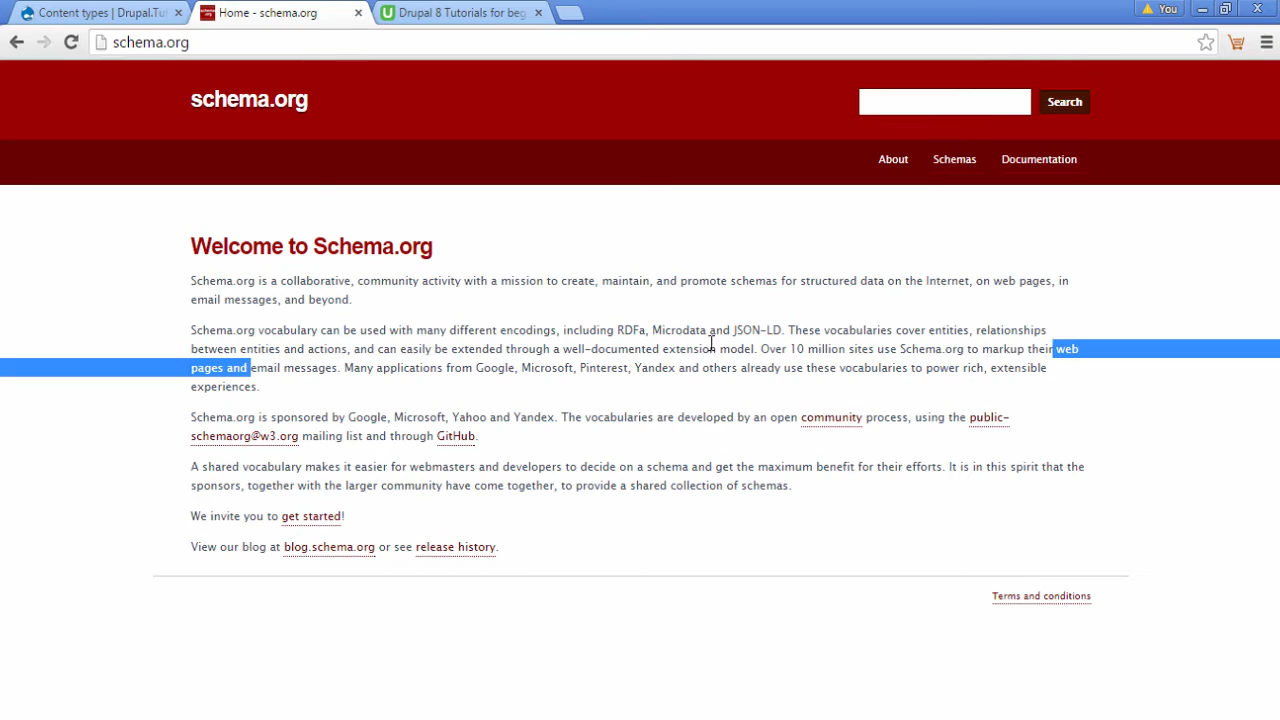 Content types | Drupal.Tut
Home - schema.org
Drupal 8 Tutorials for beg
You
schema.org
schema.org
Search
About Schemas Documentation
Welcome to Schema.org
Schema.org is a collaborative, community activity with a mission to create, maintain, and promote schemas for structured data on the Internet, on web pages, in
email messages, and beyond.
Schema.org vocabulary can be used with many different encodings, including RDFa, Microdata and JSON-LD. These vocabularies cover entities, relationships
between entities and actions, and can easily be extended through a well-documented extension model. Over 10 million sites use Schema.org to markup their web
pages and email messages. Many applications from Google, Microsoft, Pinterest, Yandex and others already use these vocabularies to power rich, extensible
experiences.
Schema.org is sponsored by Google, Microsoft, Yahoo and Yandex. The vocabularies are developed by an open community process, using the public-
schemaorg@w3.org mailing list and through GitHub.
A shared vocabulary makes it easier for webmasters and developers to decide on a schema and get the maximum benefit for their efforts. It is in this spirit that the
sponsors, together with the larger community have come together, to provide a shared collection of schemas.
We invite you to get started!
View our blog at blog.schema.org or see release history.
Terms and conditions